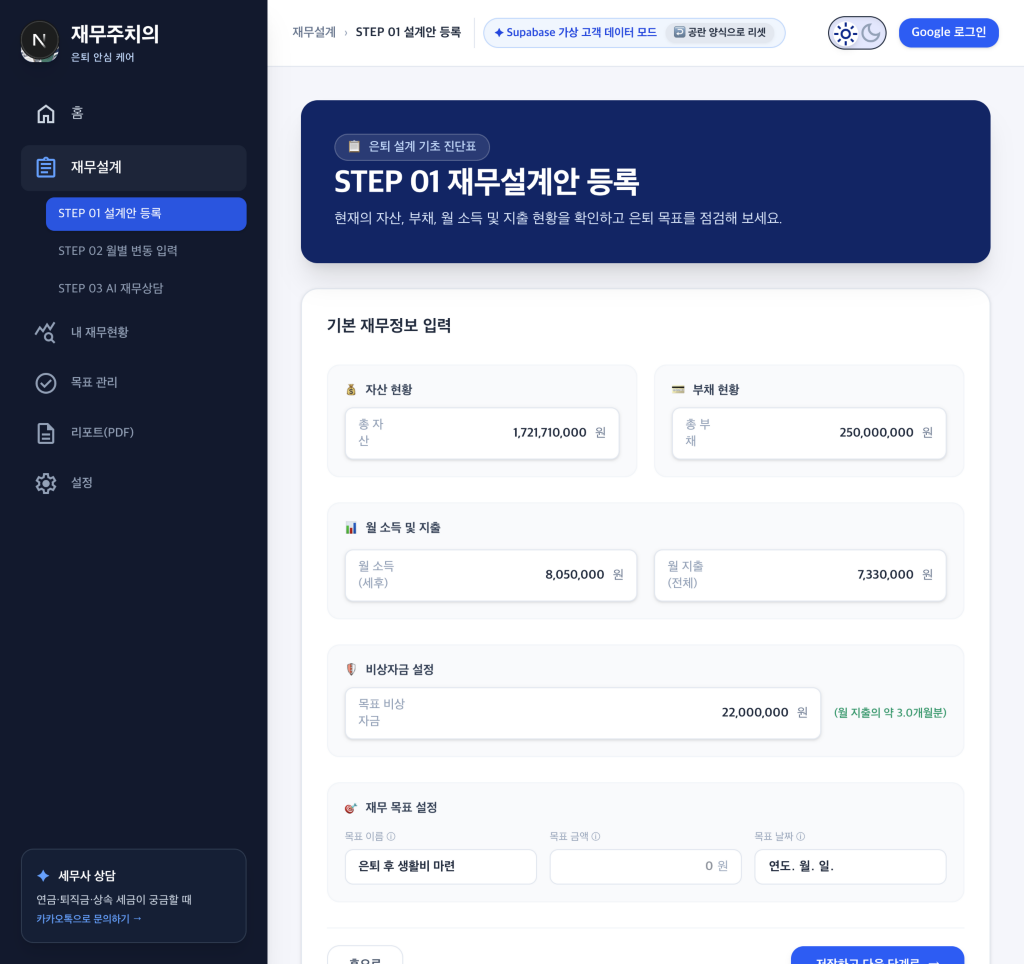 N
재무주치의
은퇴 안심 케어
홈
재무설계
STEP 01 설계안 등록
STEP 02 월별 변동 입력
STEP 03 AI 재무상담
내 재무현황
목표 관리
리포트(PDF)
설정
세무사 상담
연금·퇴직금·상속 세금이 궁금할 때
카카오톡으로 문의하기 →
재무설계 › STEP 01 설계안 등록
✦ Supabase 가상 고객 데이터 모드
공란 양식으로 리셋
Google 로그인
은퇴 설계 기초 진단표
STEP 01 재무설계안 등록
현재의 자산, 부채, 월 소득 및 지출 현황을 확인하고 은퇴 목표를 점검해 보세요.
기본 재무정보 입력
자산 현황
총 자
산
1,721,710,000 원
부채 현황
총 부
채
250,000,000 원
월 소득 및 지출
월 소득
(세후)
8,050,000 원
월 지출
(전체)
7,330,000 원
비상자금 설정
목표 비상
자금
22,000,000 원
(월 지출의 약 3.0개월분)
재무 목표 설정
목표 이름 ⓘ
은퇴 후 생활비 마련
목표 금액 ⓘ
0 원
목표 날짜 ⓘ
연도. 월. 일.
홈으로
저장하고 다음 단계로 →